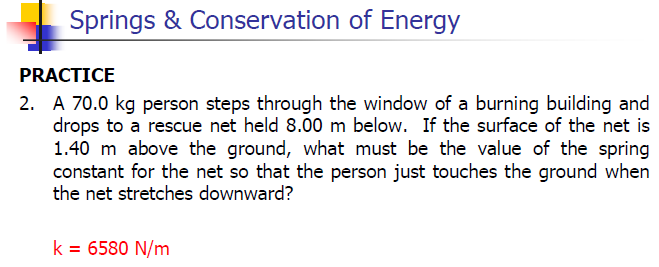 Springs & Conservation of Energy
PRACTICE
2. A 70.0 kg person steps through the window of a burning building and
drops to a rescue net held 8.00 m below. If the surface of the net is
1.40 m above the ground, what must be the value of the spring
constant for the net so that the person just touches the ground when
the net stretches downward?
k = 6580 N/m